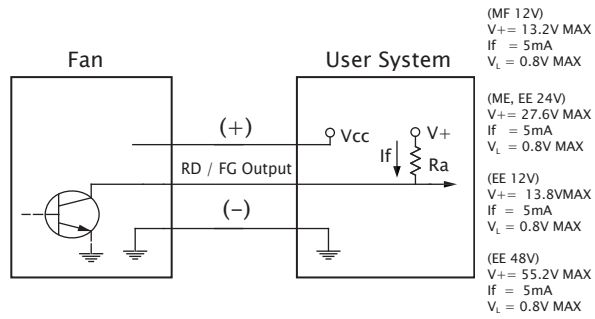 Fan
User System
(+)
Vcc
V+
If
Ra
RD / FG Output
(–)
(MF 12V)
V+= 13.2V MAX
If = 5mA
VL = 0.8V MAX
(ME, EE 24V)
V+= 27.6V MAX
If = 5mA
VL = 0.8V MAX
(EE 12V)
V+= 13.8VMAX
If = 5mA
VL = 0.8V MAX
(EE 48V)
V+= 55.2V MAX
If = 5mA
VL = 0.8V MAX